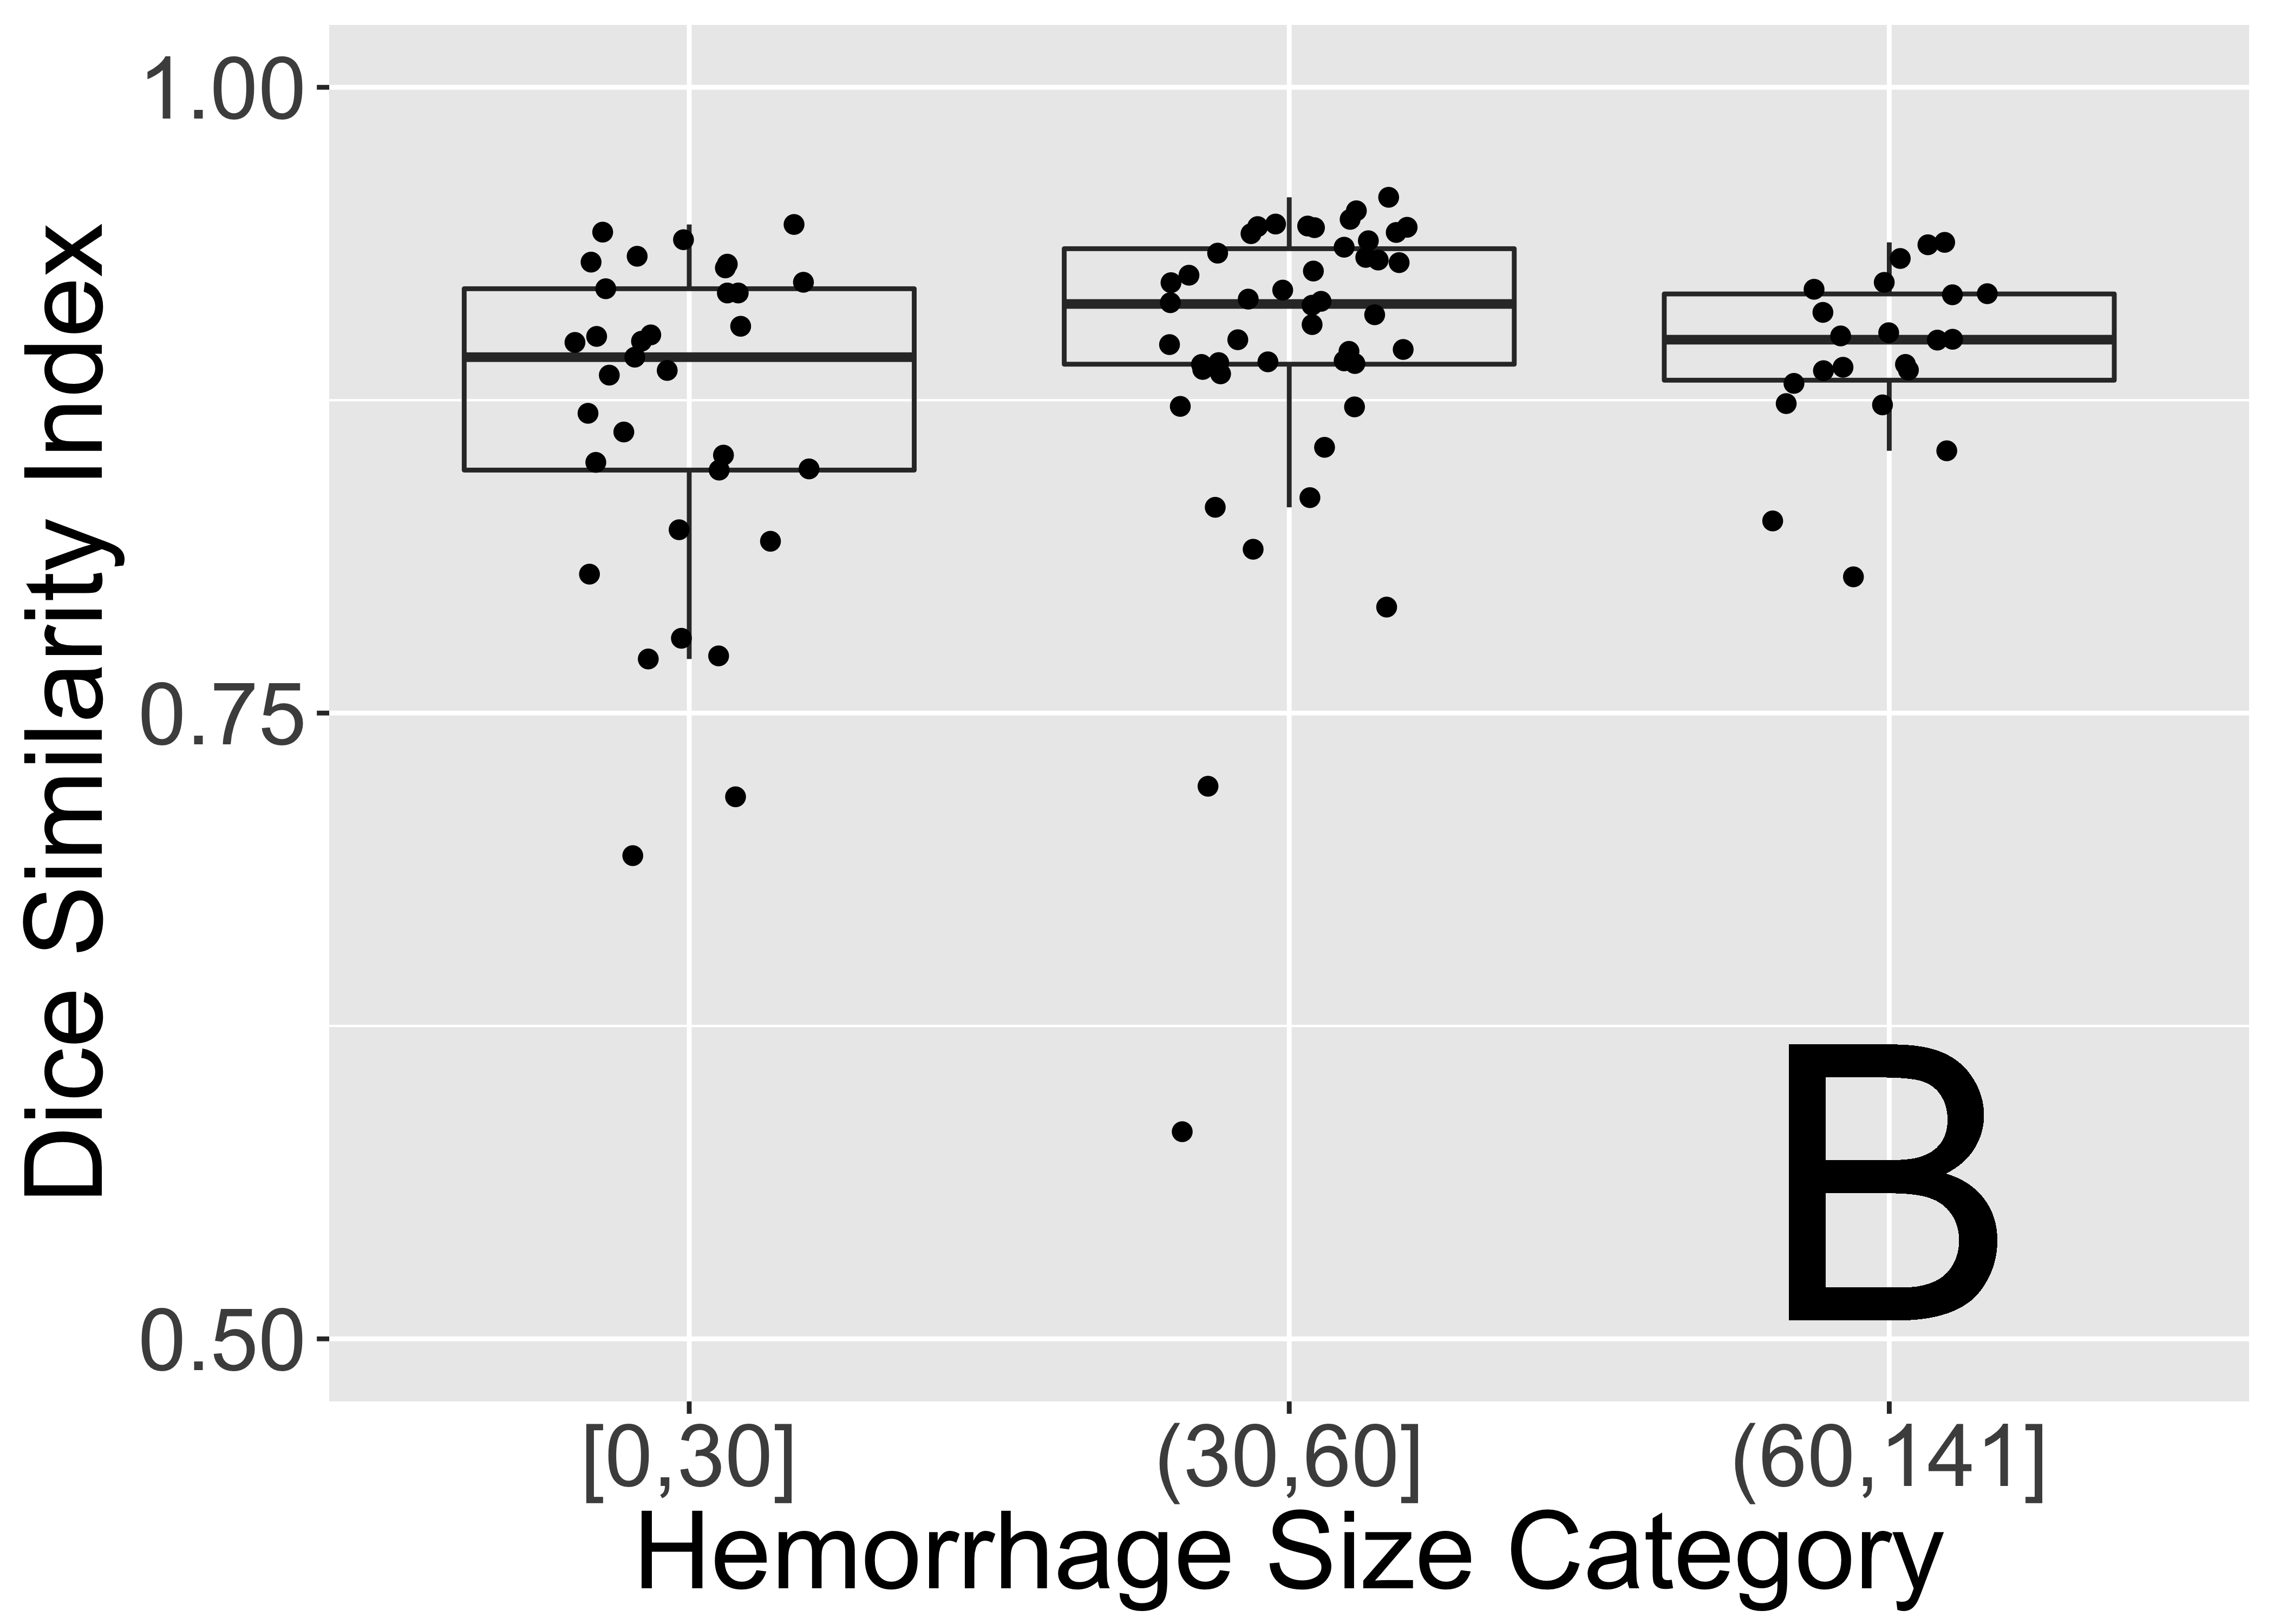 Dice Similarity Index
1.00
0.75
0.50
B
[0,30]
(30,60]
(60,141]
Hemorrhage Size Category